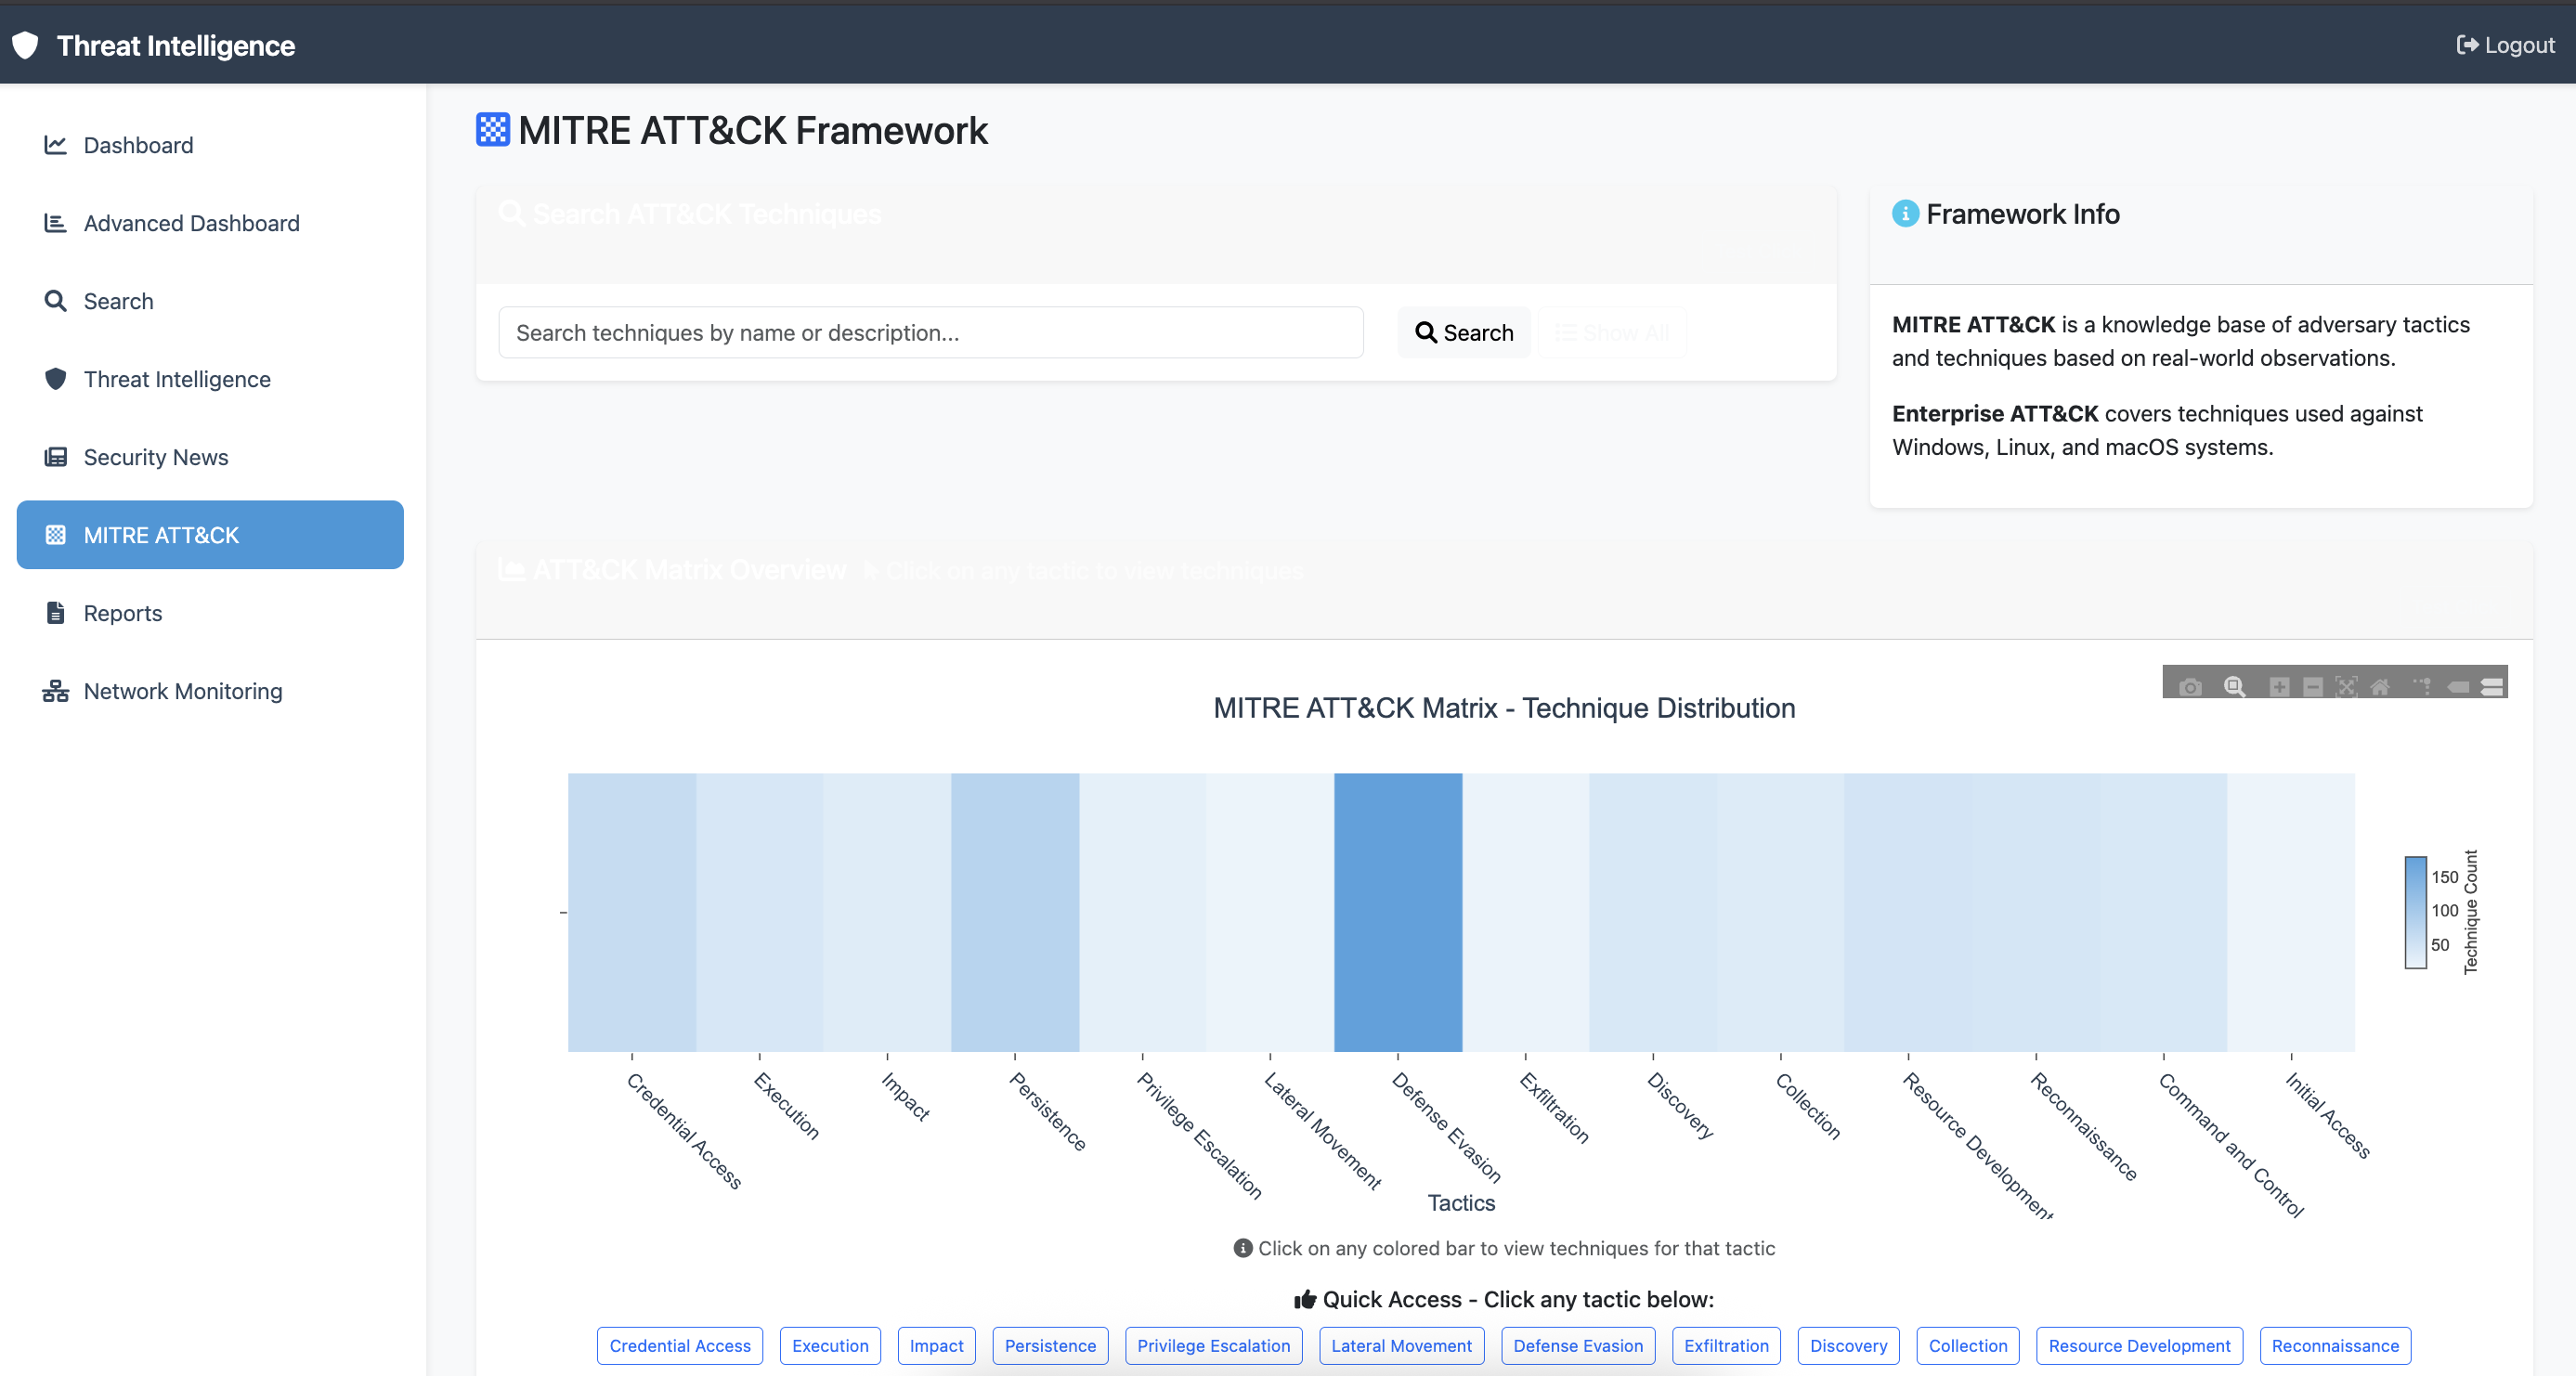 Threat Intelligence
Logout
Dashboard
Advanced Dashboard
Search
Threat Intelligence
Security News
MITRE ATT&CK
Reports
Network Monitoring
MITRE ATT&CK Framework
Search ATT&CK Techniques
Search techniques by name or description...
Search
Show All
Framework Info
MITRE ATT&CK is a knowledge base of adversary tactics
and techniques based on real-world observations.
Enterprise ATT&CK covers techniques used against
Windows, Linux, and macOS systems.
ATT&CK Matrix Overview Click on any tactic to view techniques
MITRE ATT&CK Matrix - Technique Distribution
150
100
50
Technique Count
Credential Access
Execution
Impact
Persistence
Privilege Escalation
Lateral Movement
Defense Evasion
Exfiltration
Discovery
Collection
Resource Development
Reconnaissance
Command and Control
Initial Access
Tactics
Click on any colored bar to view techniques for that tactic
Quick Access - Click any tactic below:
Credential Access
Execution
Impact
Persistence
Privilege Escalation
Lateral Movement
Defense Evasion
Exfiltration
Discovery
Collection
Resource Development
Reconnaissance